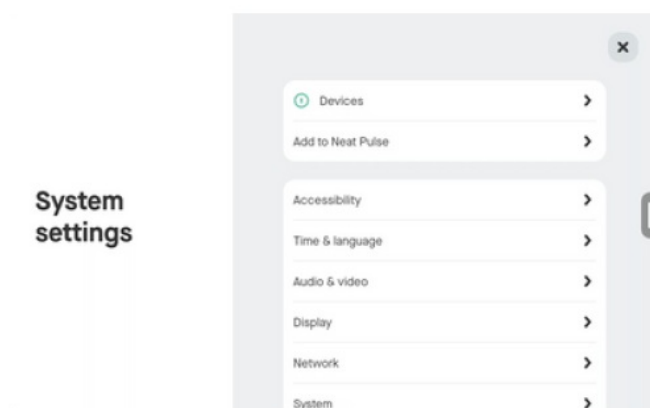 System
settings
Devices
Add to Neat Pulse
Accessibility
Time & language
Audio & video
Display
Network
System